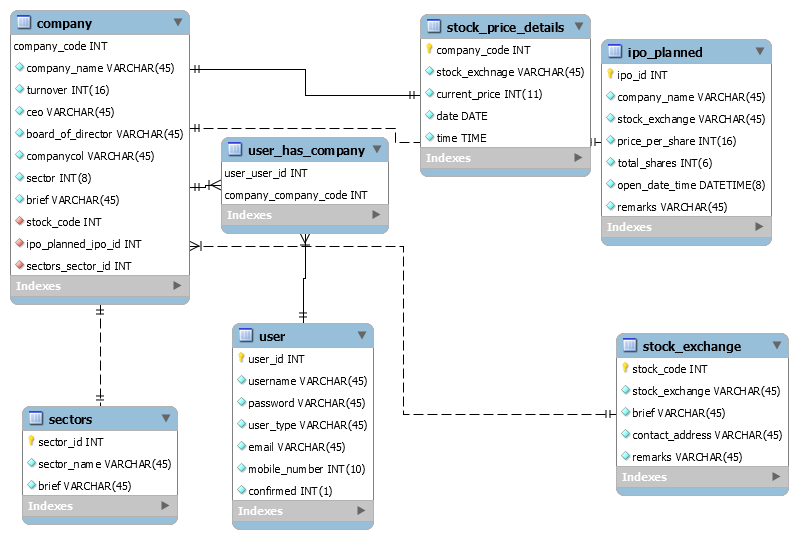 company
company_code INT
company_name VARCHAR(45)
turnover INT(16)
ceo VARCHAR(45)
board_of_director VARCHAR(45)
companycol VARCHAR(45)
sector INT(8)
brief VARCHAR(45)
stock_code INT
ipo_planned_ipo_id INT
sectors_sector_id INT
Indexes
stock_price_details
company_code INT
stock_exchnage VARCHAR(45)
current_price INT(11)
date DATE
time TIME
Indexes
ipo_planned
ipo_id INT
company_name VARCHAR(45)
stock_exchange VARCHAR(45)
price_per_share INT(16)
total_shares INT(6)
open_date_time DATETIME(8)
remarks VARCHAR(45)
Indexes
user_has_company
user_user_id INT
company_company_code INT
Indexes
user
user_id INT
username VARCHAR(45)
password VARCHAR(45)
user_type VARCHAR(45)
email VARCHAR(45)
mobile_number INT(10)
confirmed INT(1)
Indexes
stock_exchange
stock_code INT
stock_exchange VARCHAR(45)
brief VARCHAR(45)
contact_address VARCHAR(45)
remarks VARCHAR(45)
Indexes
sectors
sector_id INT
sector_name VARCHAR(45)
brief VARCHAR(45)
Indexes